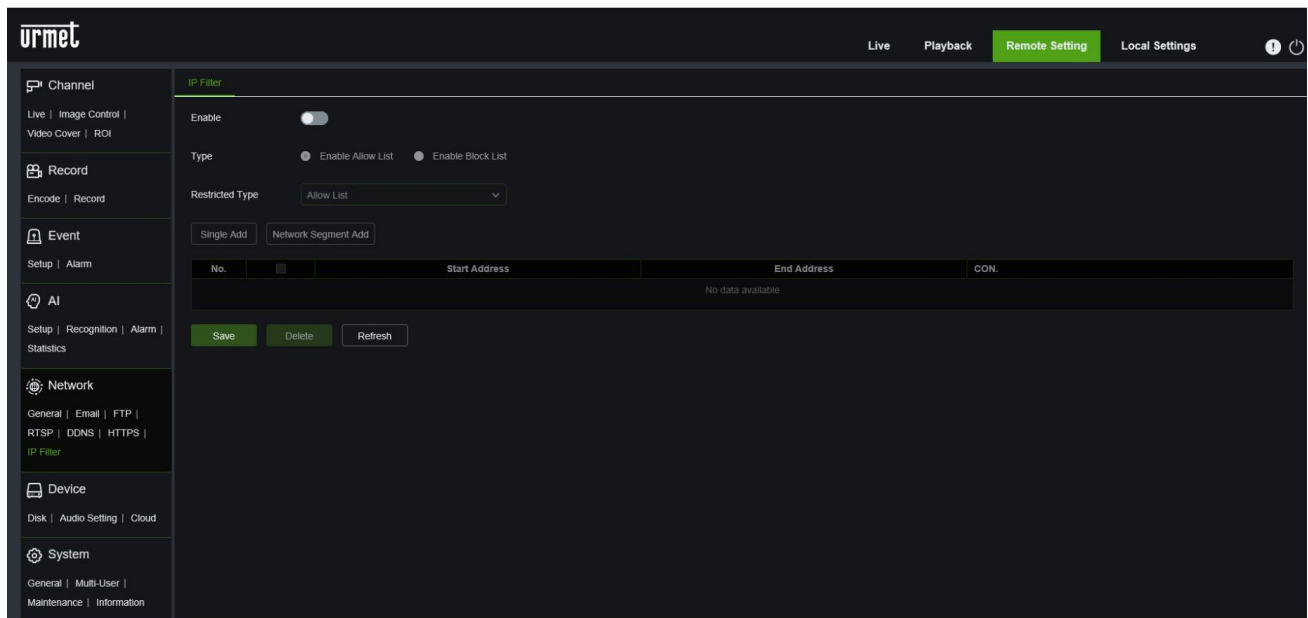 urmet
Live Playback Remote Setting Local Settings
Channel
Live | Image Control |
Video Cover | ROI
Record
Encode | Record
Event
Setup | Alarm
AI
Setup | Recognition | Alarm |
Statistics
Network
General | Email | FTP |
RTSP | DDNS | HTTPS |
IP Filter
Device
Disk | Audio Setting | Cloud
System
General | Multi-User |
Maintenance | Information
IP Filter
Enable
Type Enable Allow List Enable Block List
Restricted Type Allow List
Single Add Network Segment Add
No. Start Address End Address CON.
No data available
Save Delete Refresh